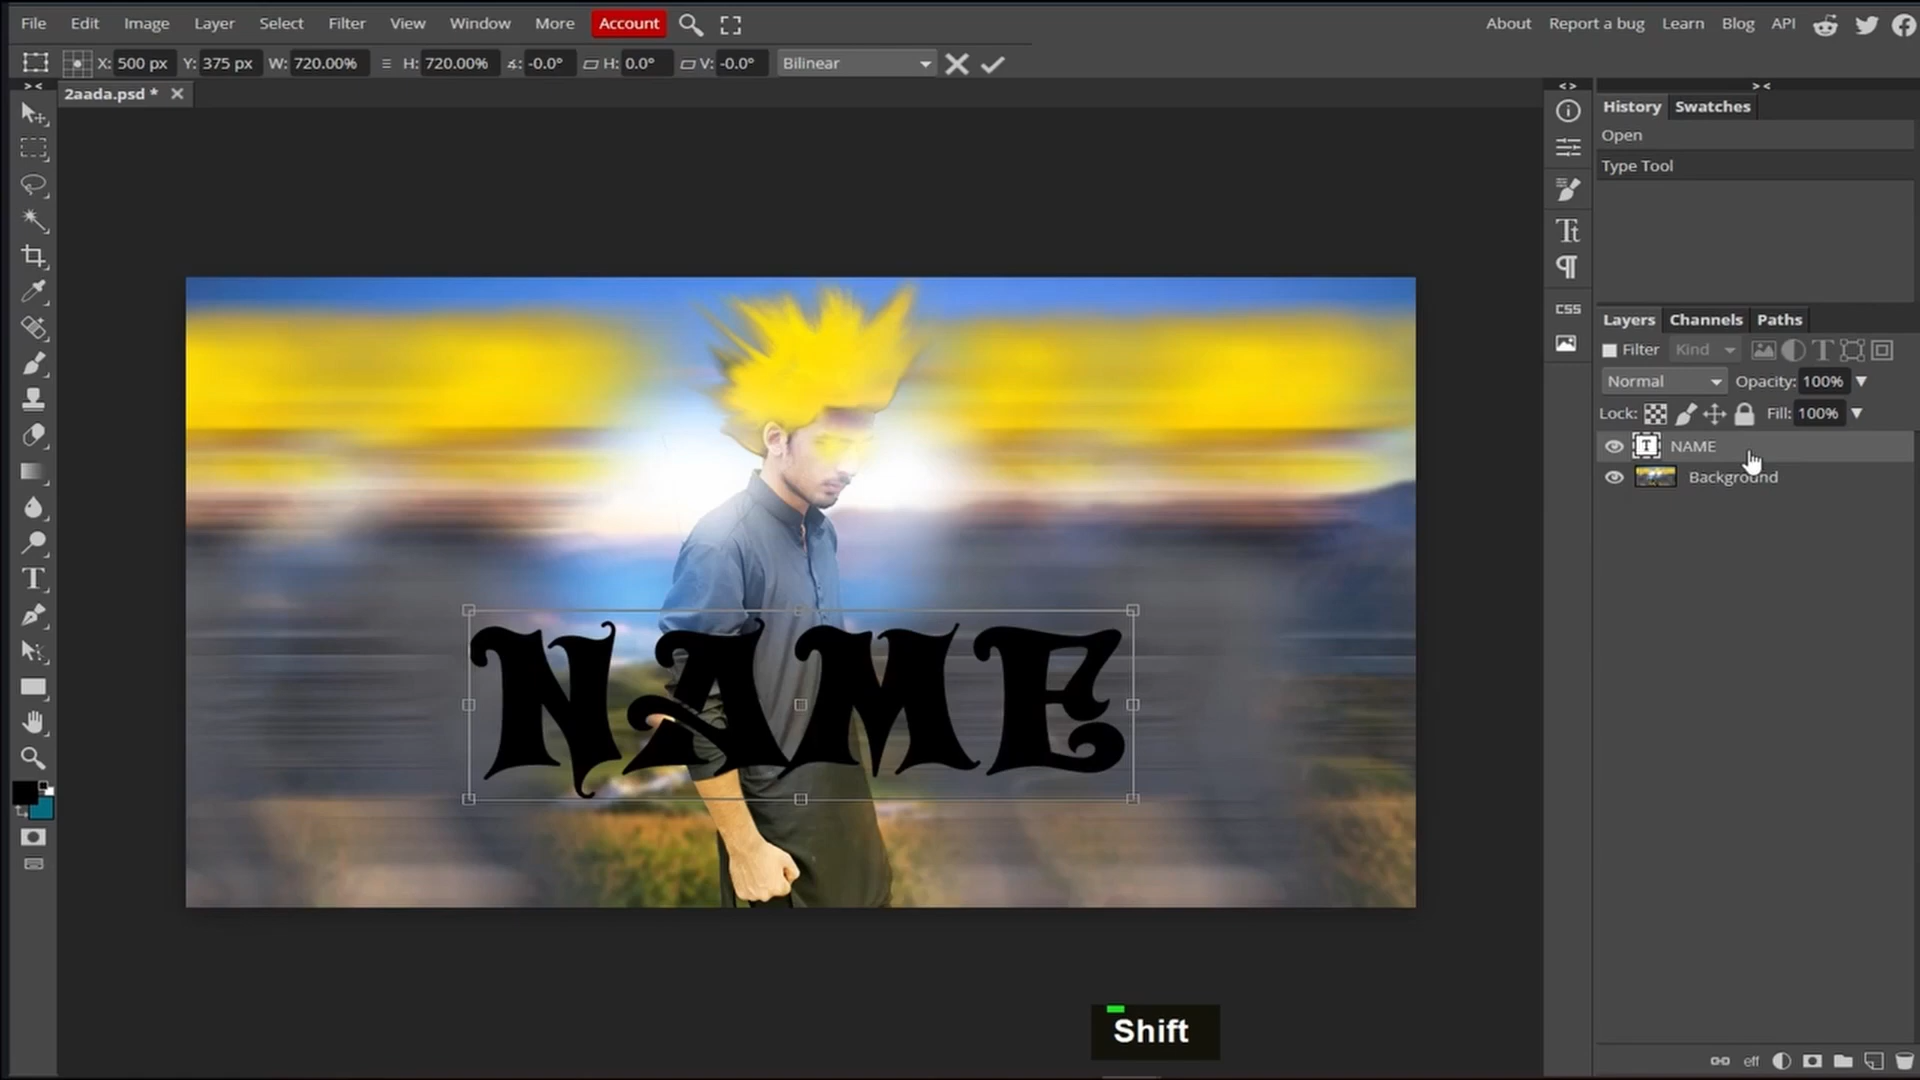 File Edit Image Layer Select Filter View Window More Account About Report a bug Learn Blog API
X: 500 px Y: 375 px W: 720.00% H: 720.00% -0.0° H: 0.0° V: -0.0° Bilinear
2aada.psd *
History Swatches
Open
Type Tool
CSS
Layers Channels Paths
Filter Kind
Normal Opacity: 100%
Lock: Fill: 100%
NAME
Background
NAME
Shift
eff